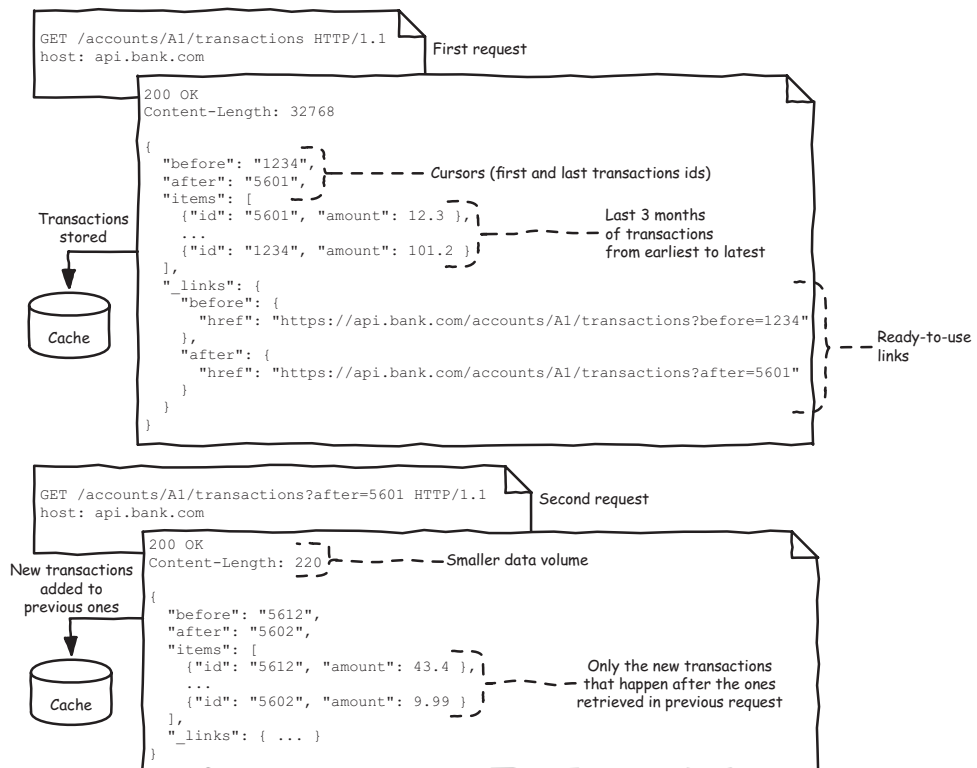 GET /accounts/A1/transactions HTTP/1.1
host: api.bank.com
First request
200 OK
Content-Length: 32768
{
"before": "1234",
"after": "5601",
Cursors (first and last transactions ids)
"items": [
{"id": "5601", "amount": 12.3 },
...
{"id": "1234", "amount": 101.2 }
Last 3 months
of transactions
from earliest to latest
],
"_links": {
"before": {
"href": "https://api.bank.com/accounts/A1/transactions?before=1234"
},
"after": {
"href": "https://api.bank.com/accounts/A1/transactions?after=5601"
}
}
}
Ready-to-use
links
Transactions
stored
Cache
GET /accounts/A1/transactions?after=5601 HTTP/1.1
host: api.bank.com
Second request
200 OK
Content-Length: 220
Smaller data volume
{
"before": "5612",
"after": "5602",
"items": [
{"id": "5612", "amount": 43.4 },
...
{"id": "5602", "amount": 9.99 }
Only the new transactions
that happen after the ones
retrieved in previous request
],
"_links": { ... }
}
New transactions
added to
previous ones
Cache